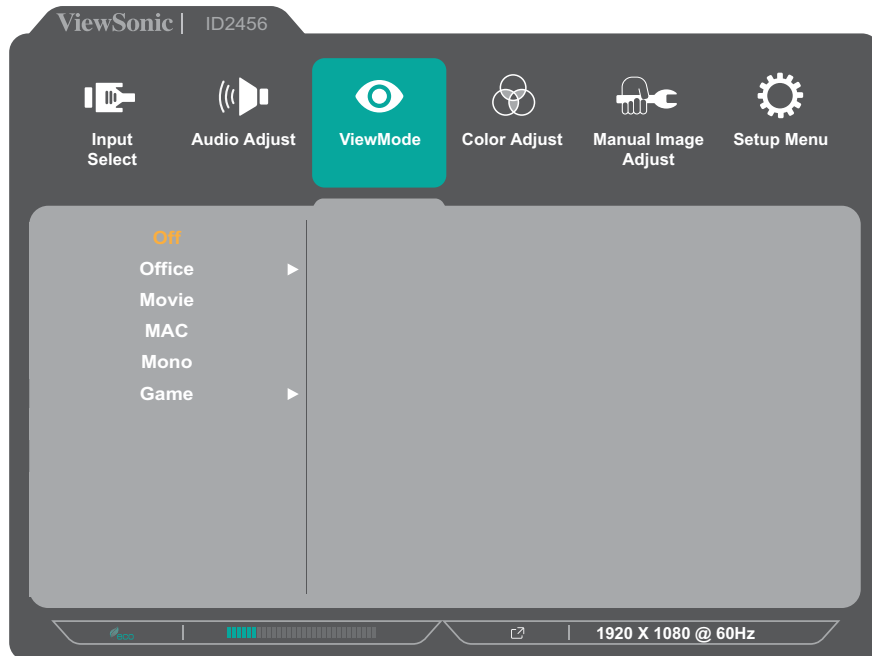 ViewSonic | ID2456
Input Select
Audio Adjust
ViewMode
Color Adjust
Manual Image Adjust
Setup Menu
Off
Office
Movie
MAC
Mono
Game
eco
1920 X 1080 @ 60Hz